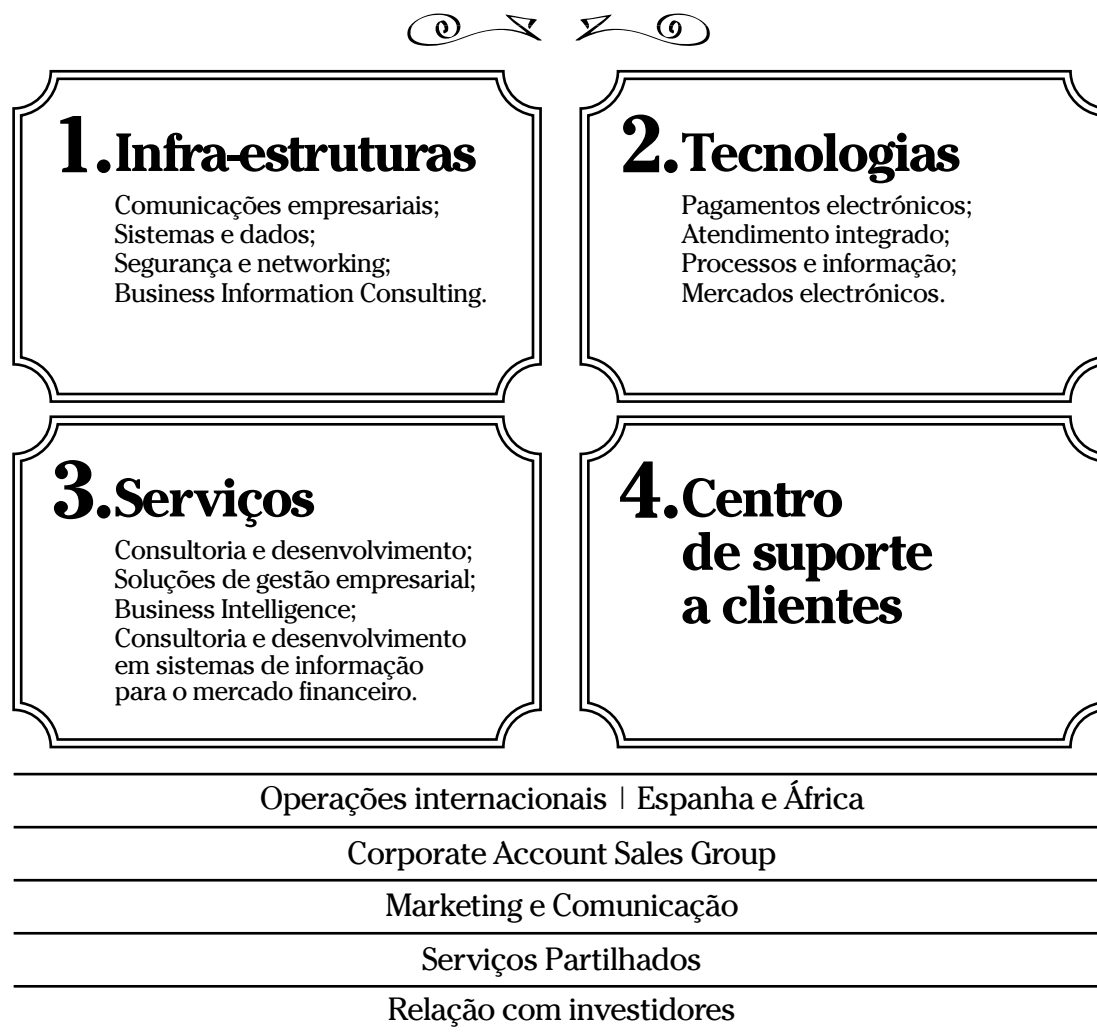 1. Infra-estruturas
Comunicações empresariais;
Sistemas e dados;
Segurança e networking;
Business Information Consulting.
2. Tecnologias
Pagamentos electrónicos;
Atendimento integrado;
Processos e informação;
Mercados electrónicos.
3. Serviços
Consultoria e desenvolvimento;
Soluções de gestão empresarial;
Business Intelligence;
Consultoria e desenvolvimento
em sistemas de informação
para o mercado financeiro.
4. Centro
de suporte
a clientes
Operações internacionais | Espanha e África
Corporate Account Sales Group
Marketing e Comunicação
Serviços Partilhados
Relação com investidores